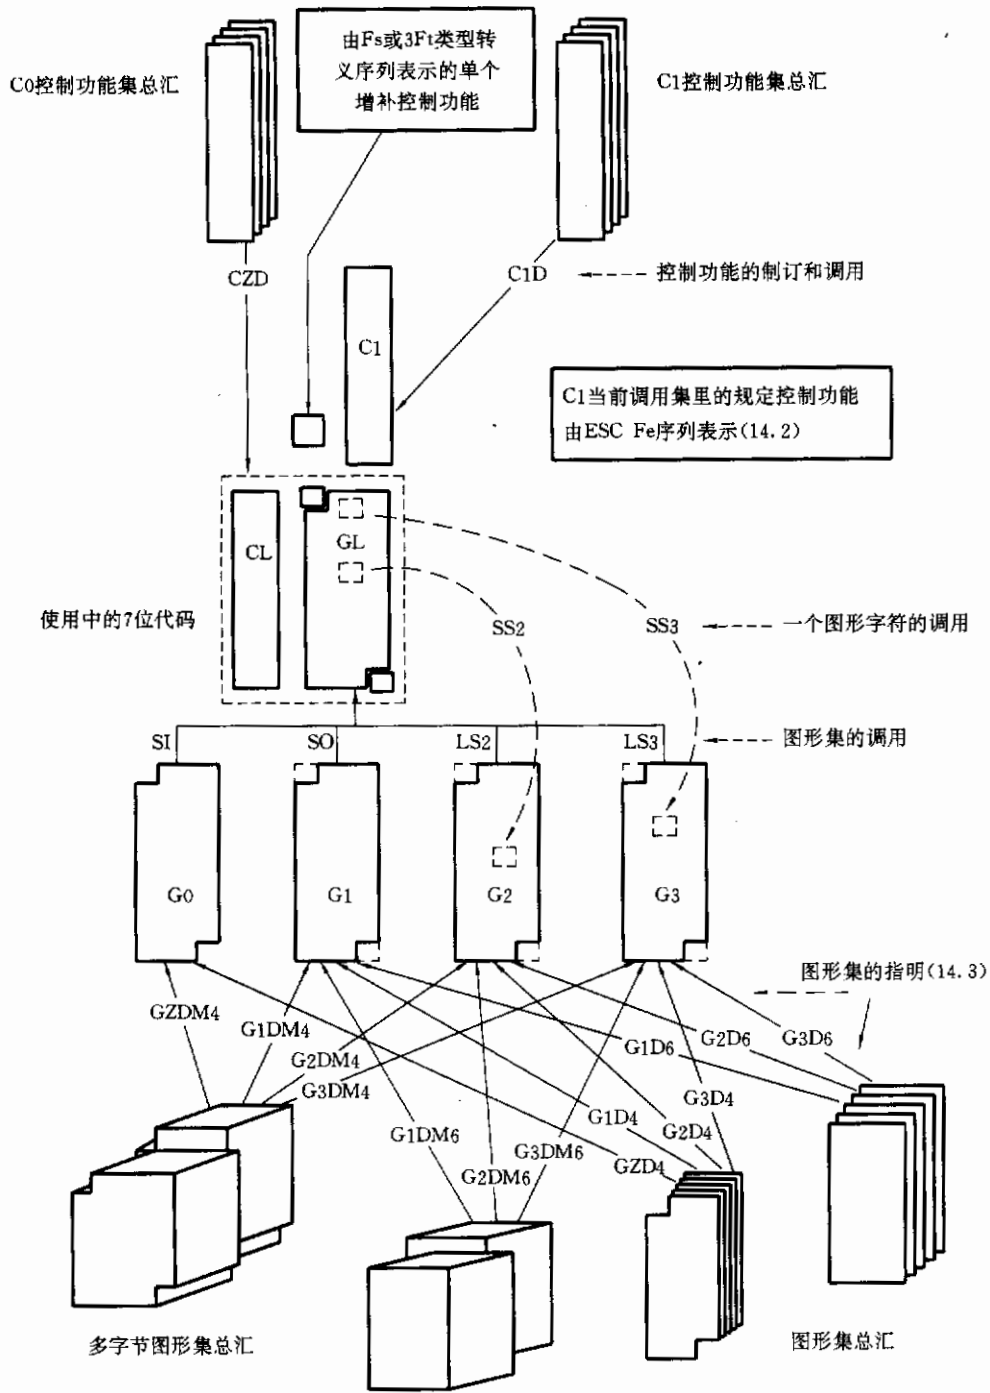 C0控制功能集总汇
由Fs或3Ft类型转
义序列表示的单个
增补控制功能
C1控制功能集总汇
CZD
C1D
控制功能的制订和调用
C1
C1当前调用集里的规定控制功能
由ESC Fe序列表示(14.2)
CL
GL
使用中的7位代码
SS2
SS3
一个图形字符的调用
SI
SO
LS2
LS3
图形集的调用
G0
G1
G2
G3
图形集的指明(14.3)
GZDM4
G1DM4
G2DM4
G3DM4
G1D6
G2D6
G3D6
G1DM6
G2DM6
G3DM6
G1D4
G2D4
G3D4
GZD4
多字节图形集总汇
图形集总汇